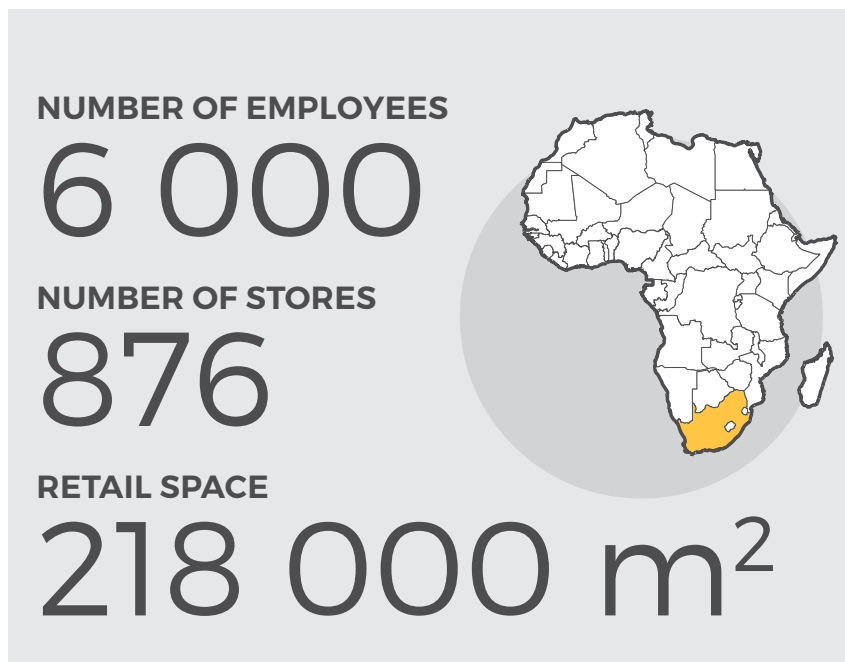 NUMBER OF EMPLOYEES
6 000
NUMBER OF STORES
876
RETAIL SPACE
218 000 m²